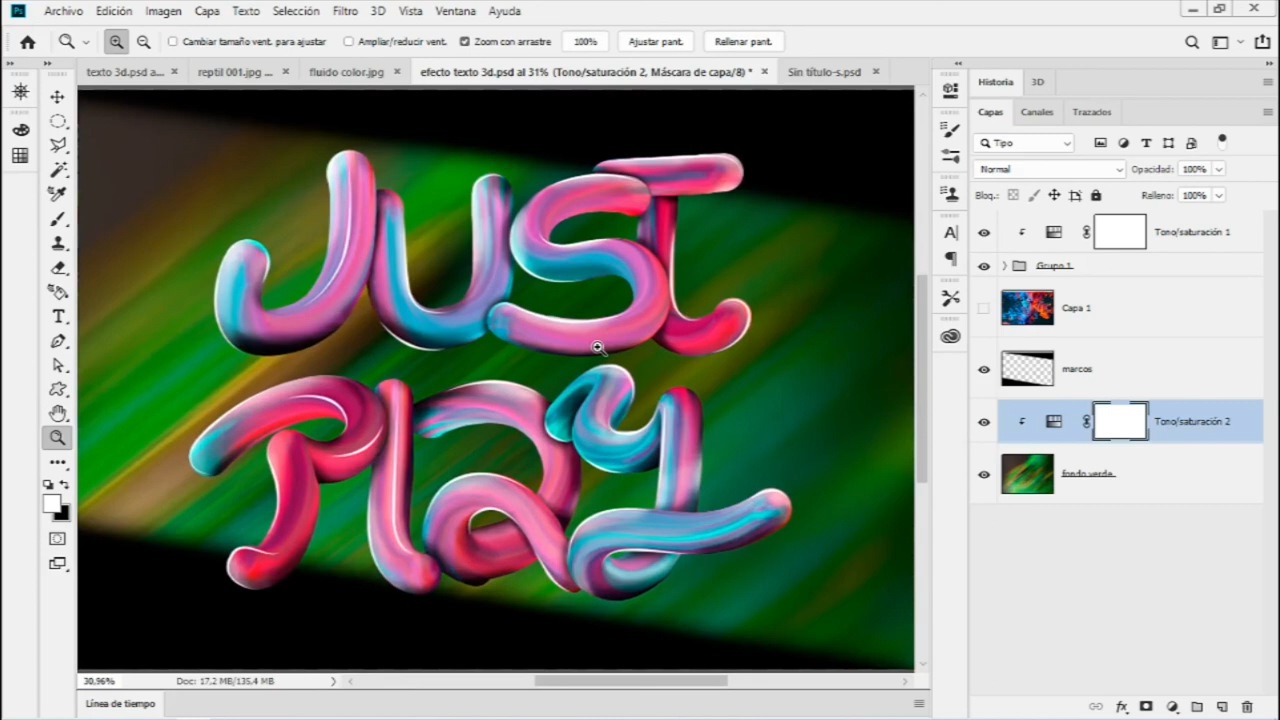 Ps Archivo Edición Imagen Capa Texto Selección Filtro 3D Vista Ventana Ayuda
Cambiar tamaño vent. para ajustar Ampliar/reducir vent. Zoom con arrastre 100% Ajustar pant. Rellenar pant.
texto 3d.psd a... × reptil 001.jpg ... × fluido color.jpg × efecto texto 3d.psd al 31% (Tono/saturación 2, Máscara de capa/8) * × Sin título-s.psd ×
Historia 3D
Capas Canales Trazados
Tipo
Normal Opacidad: 100%
Bloq.: Relleno: 100%
Tono/saturación 1
Grupo 1
Capa 1
marcos
Tono/saturación 2
fondo verde
JUST
PlaY
30,96% Doc: 17,2 MB/135,4 MB
Línea de tiempo